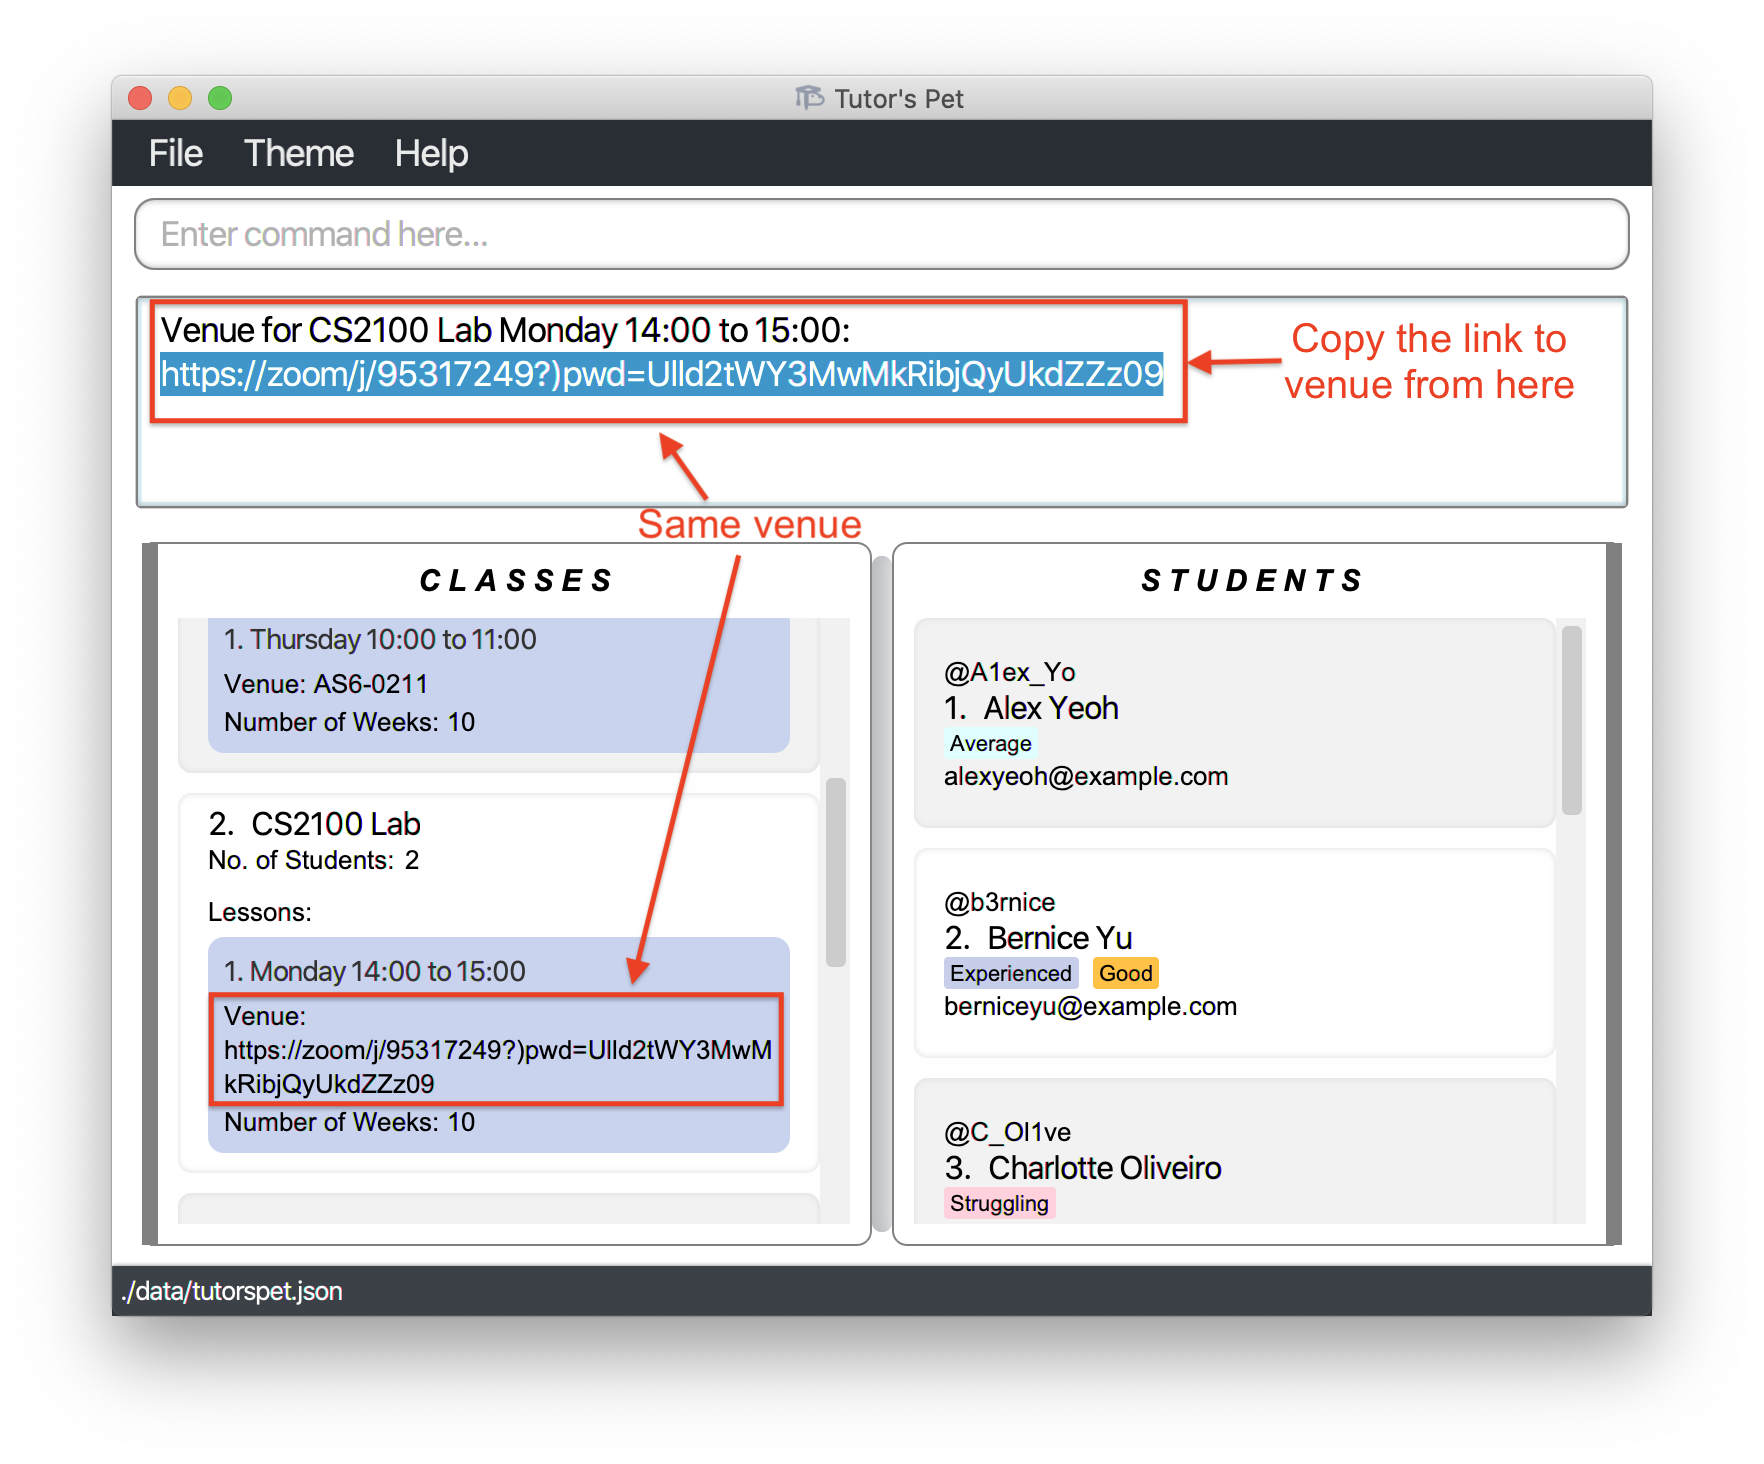 Tutor's Pet
File Theme Help
Enter command here...
Venue for CS2100 Lab Monday 14:00 to 15:00:
https://zoom/j/95317249?)pwd=Ulld2tWY3MwMkRibjQyUkdZZz09
Copy the link to
venue from here
Same venue
CLASSES
1. Thursday 10:00 to 11:00
Venue: AS6-0211
Number of Weeks: 10
2. CS2100 Lab
No. of Students: 2
Lessons:
1. Monday 14:00 to 15:00
Venue:
https://zoom/j/95317249?)pwd=Ulld2tWY3MwM
kRibjQyUkdZZz09
Number of Weeks: 10
STUDENTS
@A1ex_Yo
1. Alex Yeoh
Average
alexyeoh@example.com
@b3rnice
2. Bernice Yu
Experienced Good
berniceyu@example.com
@C_Ol1ve
3. Charlotte Oliveiro
Struggling
./data/tutorspet.json